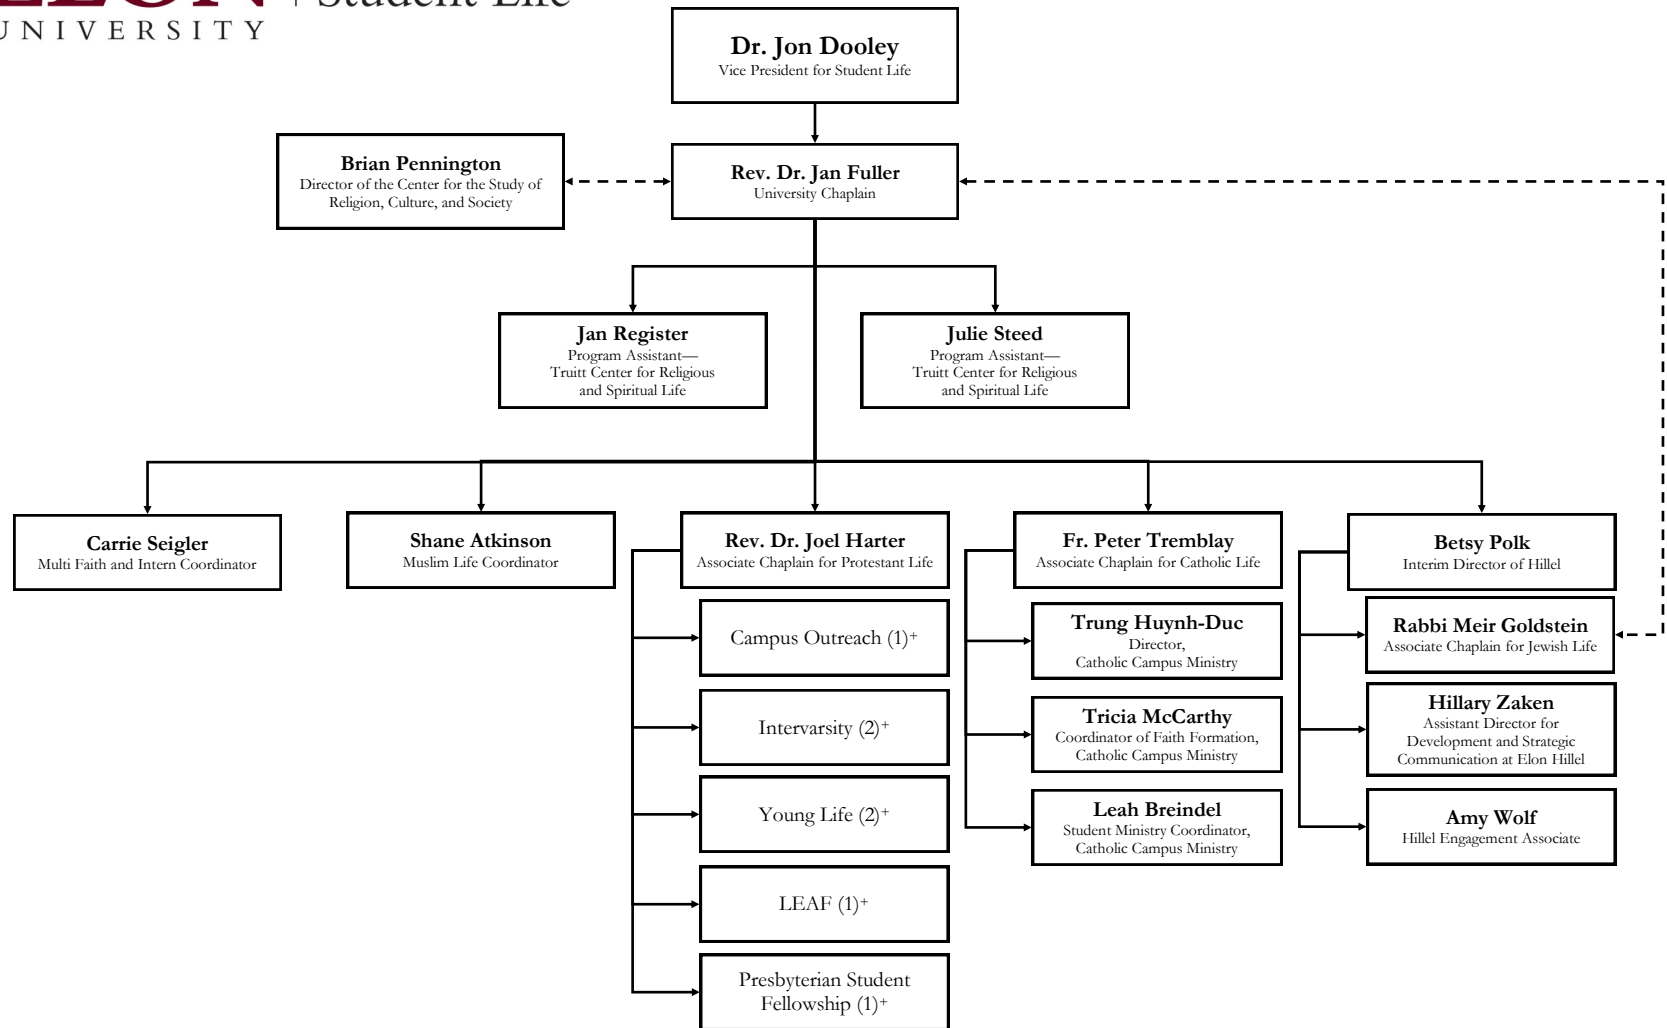 UNIVERSITY
Student Life
Dr. Jon Dooley
Vice President for Student Life
Brian Pennington
Director of the Center for the Study of
Religion, Culture, and Society
Rev. Dr. Jan Fuller
University Chaplain
Jan Register
Program Assistant—
Truitt Center for Religious
and Spiritual Life
Julie Steed
Program Assistant—
Truitt Center for Religious
and Spiritual Life
Carrie Seigler
Multi Faith and Intern Coordinator
Shane Atkinson
Muslim Life Coordinator
Rev. Dr. Joel Harter
Associate Chaplain for Protestant Life
Campus Outreach (1)⁺
Intervarsity (2)⁺
Young Life (2)⁺
LEAF (1)⁺
Presbyterian Student
Fellowship (1)⁺
Fr. Peter Tremblay
Associate Chaplain for Catholic Life
Trung Huynh-Duc
Director,
Catholic Campus Ministry
Tricia McCarthy
Coordinator of Faith Formation,
Catholic Campus Ministry
Leah Breindel
Student Ministry Coordinator,
Catholic Campus Ministry
Betsy Polk
Interim Director of Hillel
Rabbi Meir Goldstein
Associate Chaplain for Jewish Life
Hillary Zaken
Assistant Director for
Development and Strategic
Communication at Elon Hillel
Amy Wolf
Hillel Engagement Associate